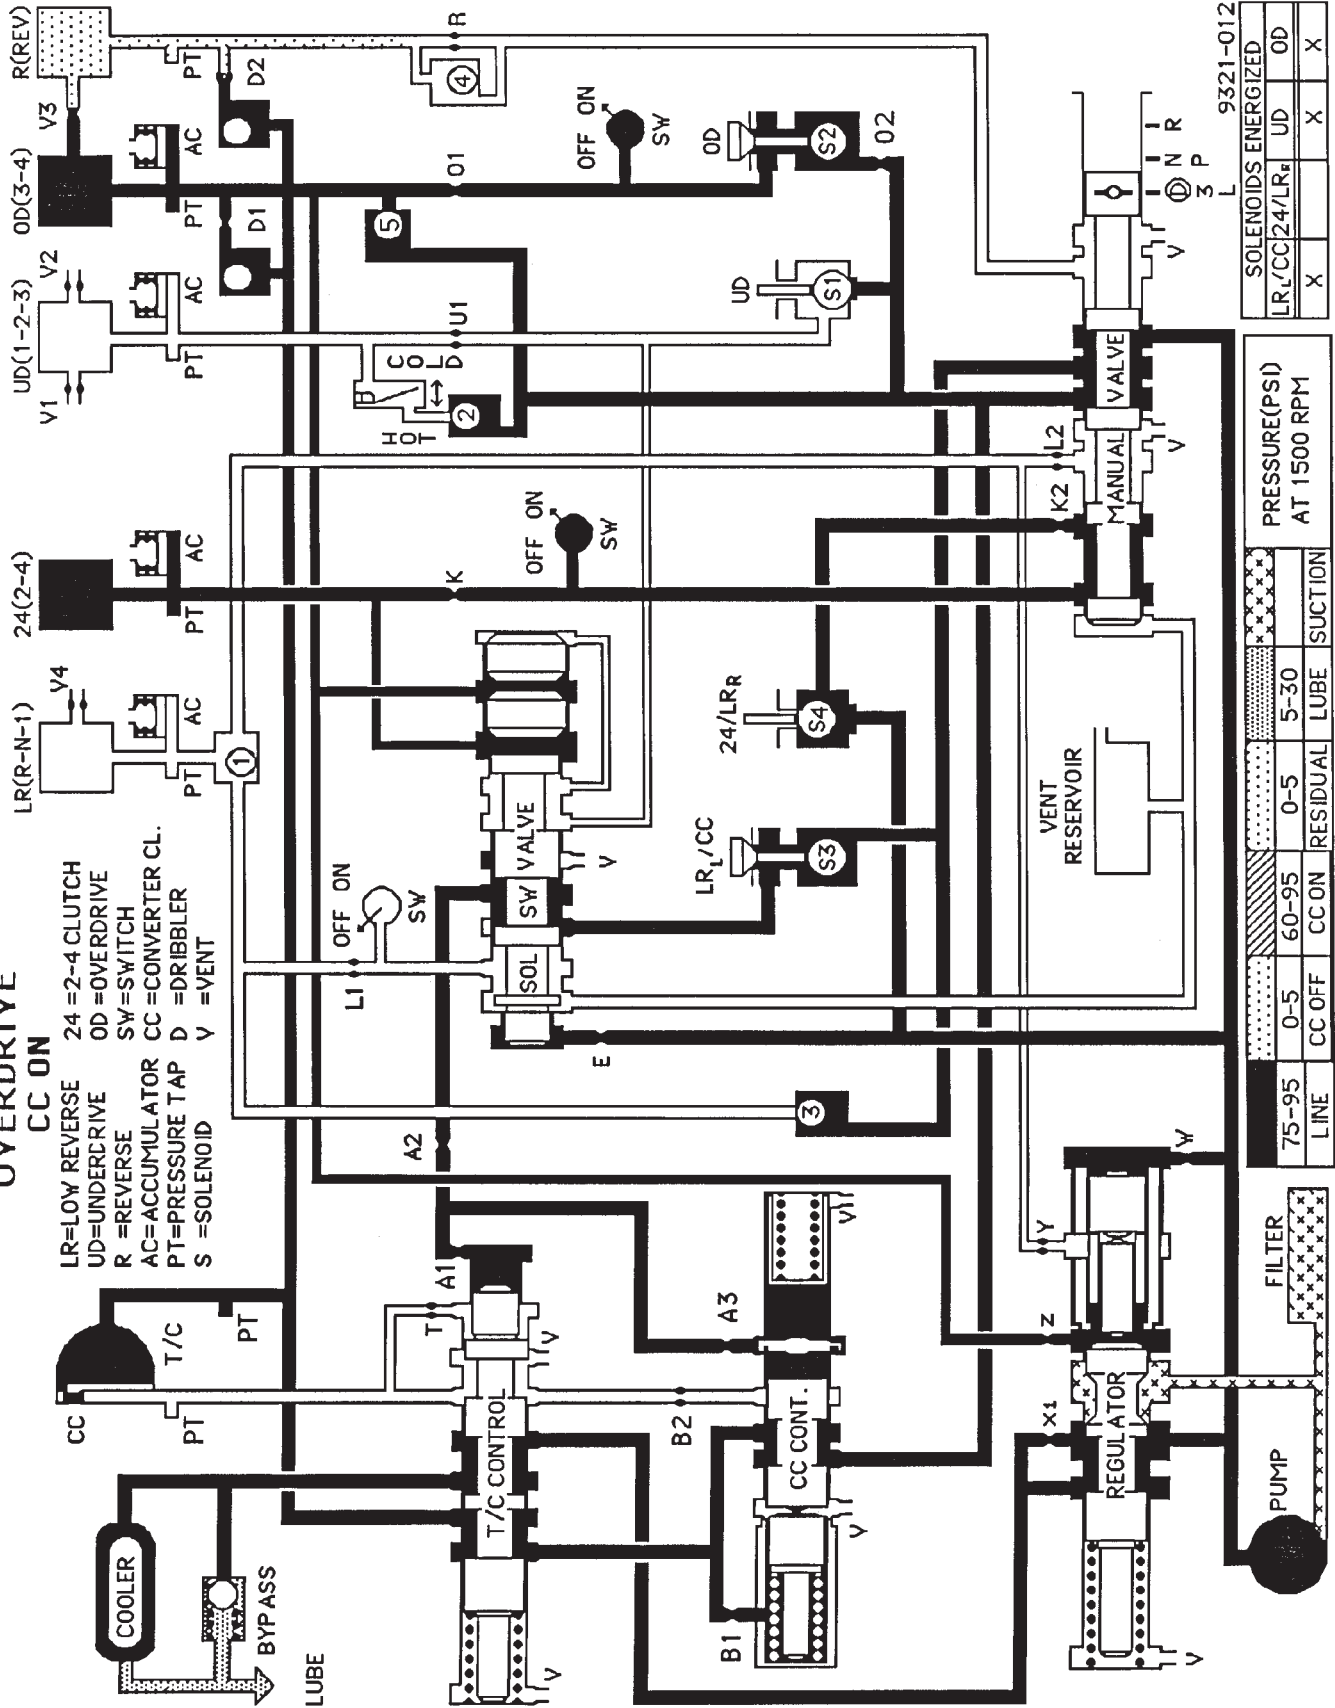 OVERDRIVE
CC ON
LR=LOW REVERSE
UD=UNDERDRIVE
R =REVERSE
AC=ACCUMULATOR
PT=PRESSURE TAP
S =SOLENOID
24 =2-4 CLUTCH
OD =OVERDRIVE
SW=SWITCH
CC =CONVERTER CL.
D =DRIBBLER
V =VENT
LR(R-N-1)
24(2-4)
UD(1-2-3)
OD(3-4)
R(REV)
V4
V1
V2
V3
PT
AC
PT
AC
PT
AC
PT
AC
PT
D1
D2
1
K
U1
O1
R
4
5
2
HOT
COLD
OFF ON
SW
OFF ON
SW
OFF ON
SW
L1
A2
E
3
SOL
SW
VALVE
V
LRL/CC
S3
24/LRR
S4
UD
S1
OD
S2
O2
K2
L2
MANUAL
VALVE
V
V
D
N
P
R
3
L
VENT
RESERVOIR
CC
T/C
PT
PT
COOLER
BYPASS
LUBE
T/C CONTROL
V
V
T
A1
B2
B1
A3
CC CONT.
V
V
REGULATOR
V
X1
Z
Y
W
PUMP
FILTER
75-95
LINE
0-5
CC OFF
60-95
CC ON
0-5
RESIDUAL
5-30
LUBE
SUCTION
PRESSURE(PSI)
AT 1500 RPM
9321-012
SOLENOIDS ENERGIZED
LRL/CC
24/LRR
UD
OD
X
X
X